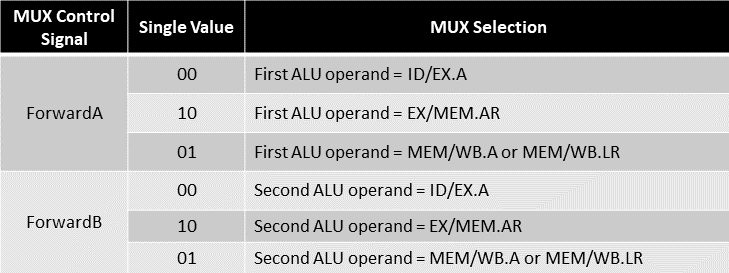 MUX Control Signal Single Value MUX Selection
ForwardA
00 First ALU operand = ID/EX.A
10 First ALU operand = EX/MEM.AR
01 First ALU operand = MEM/WB.A or MEM/WB.LR
ForwardB
00 Second ALU operand = ID/EX.A
10 Second ALU operand = EX/MEM.AR
01 Second ALU operand = MEM/WB.A or MEM/WB.LR